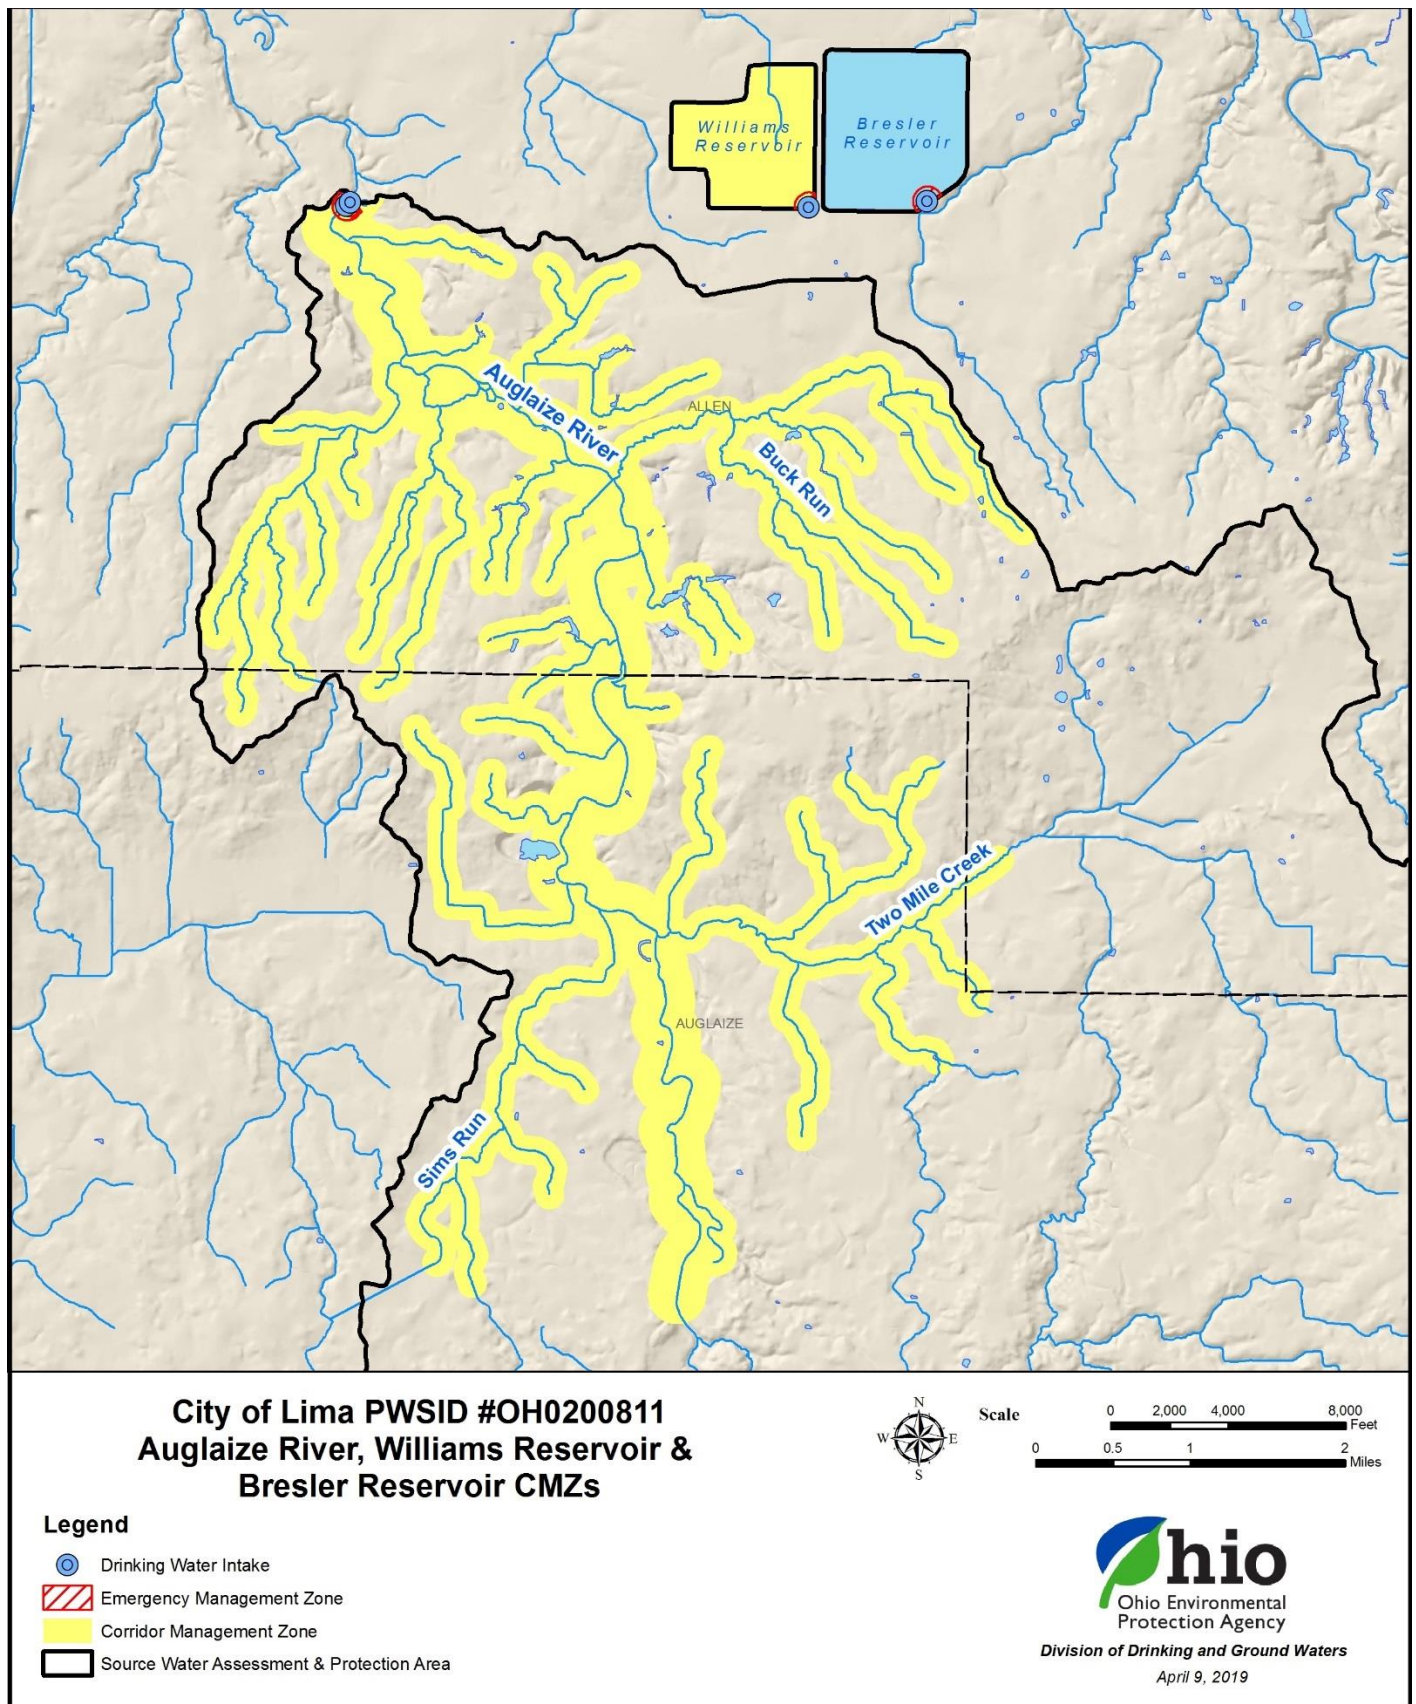 Williams
Reservoir
Bresler
Reservoir
Auglaize River
ALLEN
Buck Run
Two Mile Creek
AUGLAIZE
Sims Run
City of Lima PWSID #OH0200811
Auglaize River, Williams Reservoir &
Bresler Reservoir CMZs
N
W E
S
Scale
0 2,000 4,000 8,000
Feet
0 0.5 1 2
Miles
Legend
Drinking Water Intake
Emergency Management Zone
Corridor Management Zone
Source Water Assessment & Protection Area
Ohio
Ohio Environmental
Protection Agency
Division of Drinking and Ground Waters
April 9, 2019